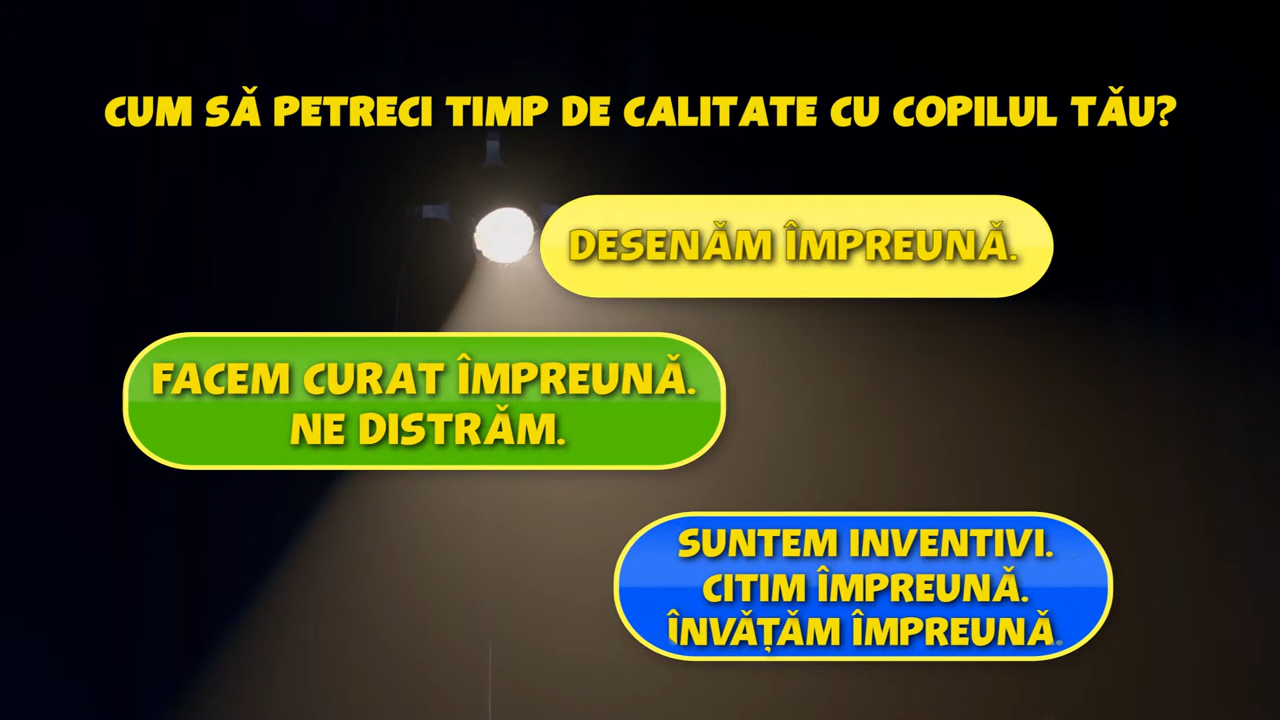 CUM SĂ PETRECI TIMP DE CALITATE CU COPILUL TĂU?
DESENĂM ÎMPREUNĂ.
FACEM CURAT ÎMPREUNĂ.
NE DISTRĂM.
SUNTEM INVENTIVI.
CITIM ÎMPREUNĂ.
ÎNVĂȚĂM ÎMPREUNĂ.